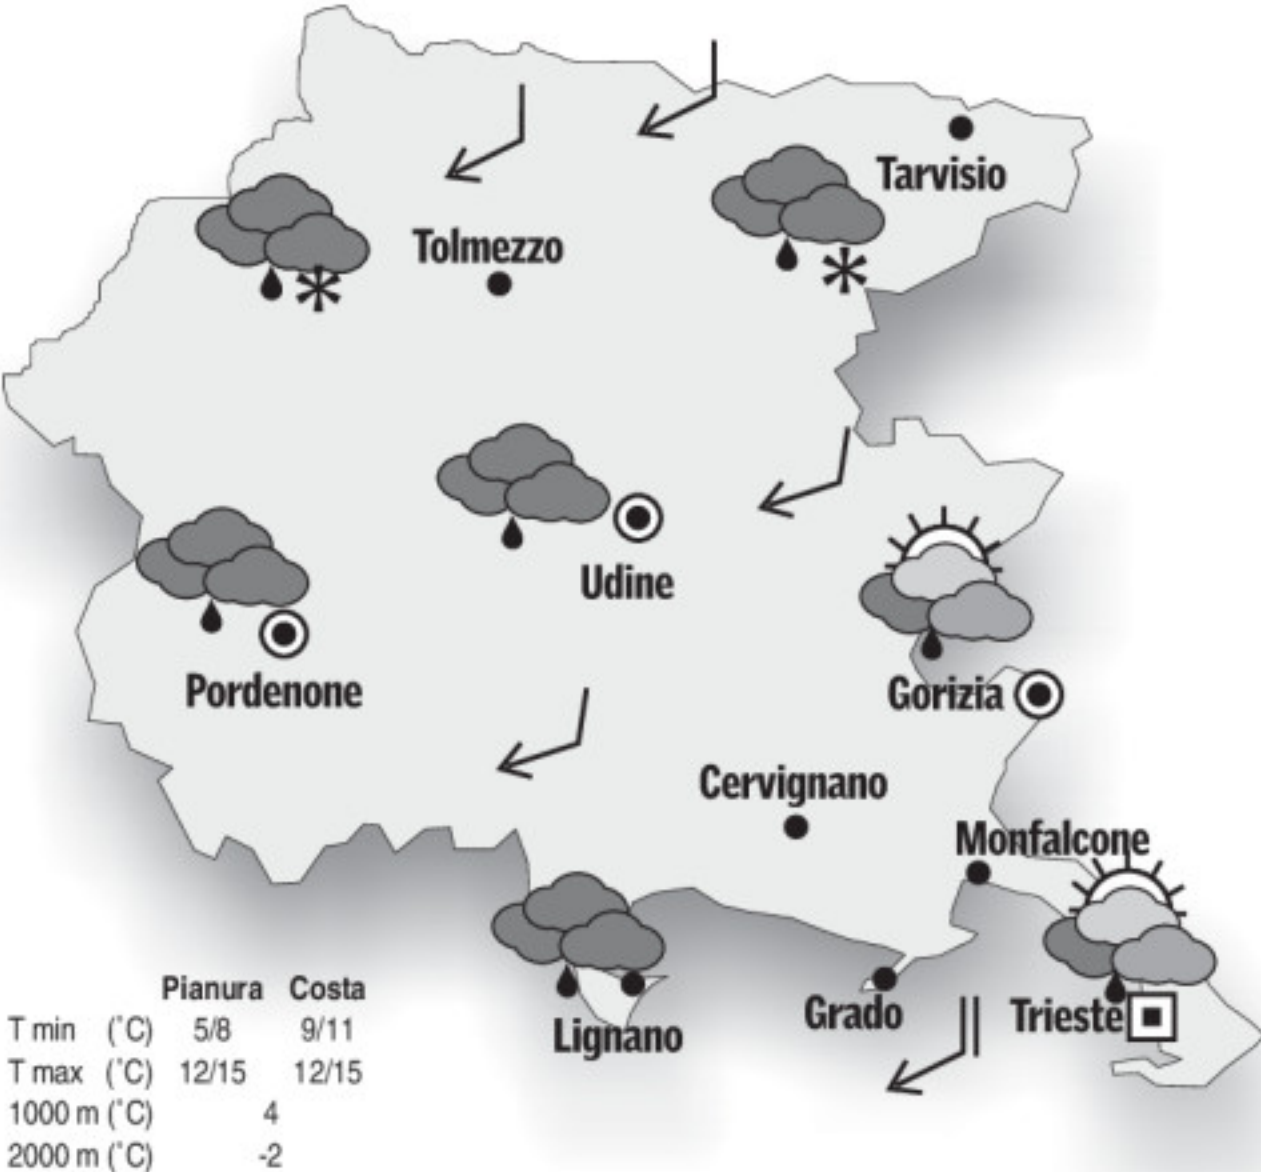 Tarvisio
Tolmezzo
Udine
Pordenone
Gorizia
Cervignano
Monfalcone
Grado
Trieste
Lignano
Pianura Costa
T min (°C) 5/8 9/11
T max (°C) 12/15 12/15
1000 m (°C) 4
2000 m (°C) -2